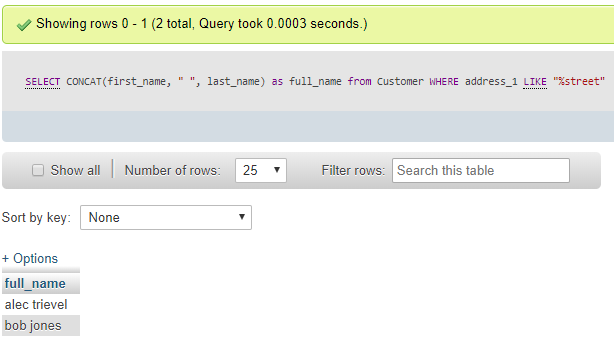 Showing rows 0 - 1 (2 total, Query took 0.0003 seconds.)
SELECT CONCAT(first_name, " ", last_name) as full_name from Customer WHERE address_1 LIKE "%street"
Show all Number of rows: 25 Filter rows: Search this table
Sort by key: None
+ Options
full_name
alec trievel
bob jones